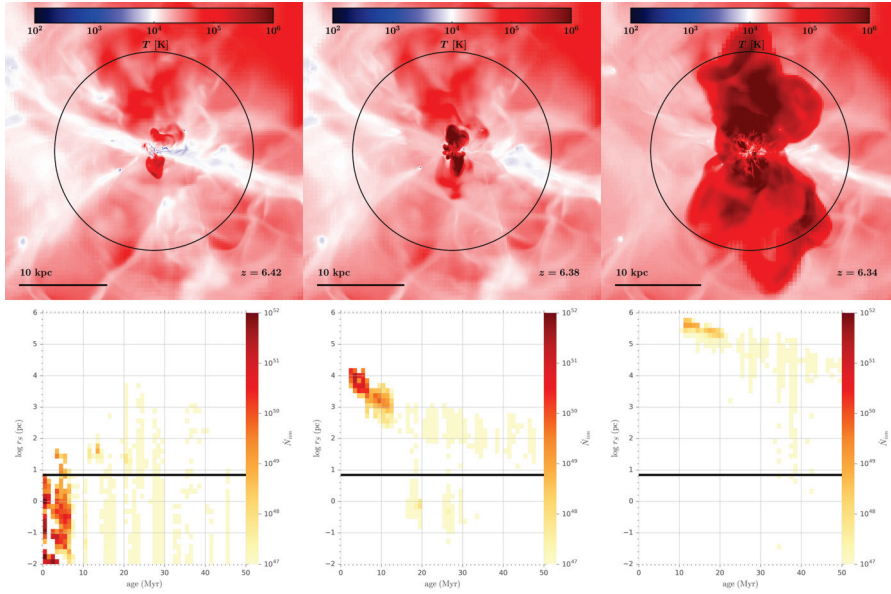 10² 10³ 10⁴ 10⁵ 10⁶
T [K]
10 kpc
z = 6.42
10² 10³ 10⁴ 10⁵ 10⁶
T [K]
10 kpc
z = 6.38
10² 10³ 10⁴ 10⁵ 10⁶
T [K]
10 kpc
z = 6.34
6
5
4
3
2
1
0
−1
−2
log r_S (pc)
0 10 20 30 40 50
age (Myr)
10⁵²
10⁵¹
10⁵⁰
10⁴⁹
10⁴⁸
10⁴⁷
6
5
4
3
2
1
0
−1
−2
log r_S (pc)
0 10 20 30 40 50
age (Myr)
10⁵²
10⁵¹
10⁵⁰
10⁴⁹
10⁴⁸
10⁴⁷
6
5
4
3
2
1
0
−1
−2
log r_S (pc)
0 10 20 30 40 50
age (Myr)
10⁵²
10⁵¹
10⁵⁰
10⁴⁹
10⁴⁸
10⁴⁷